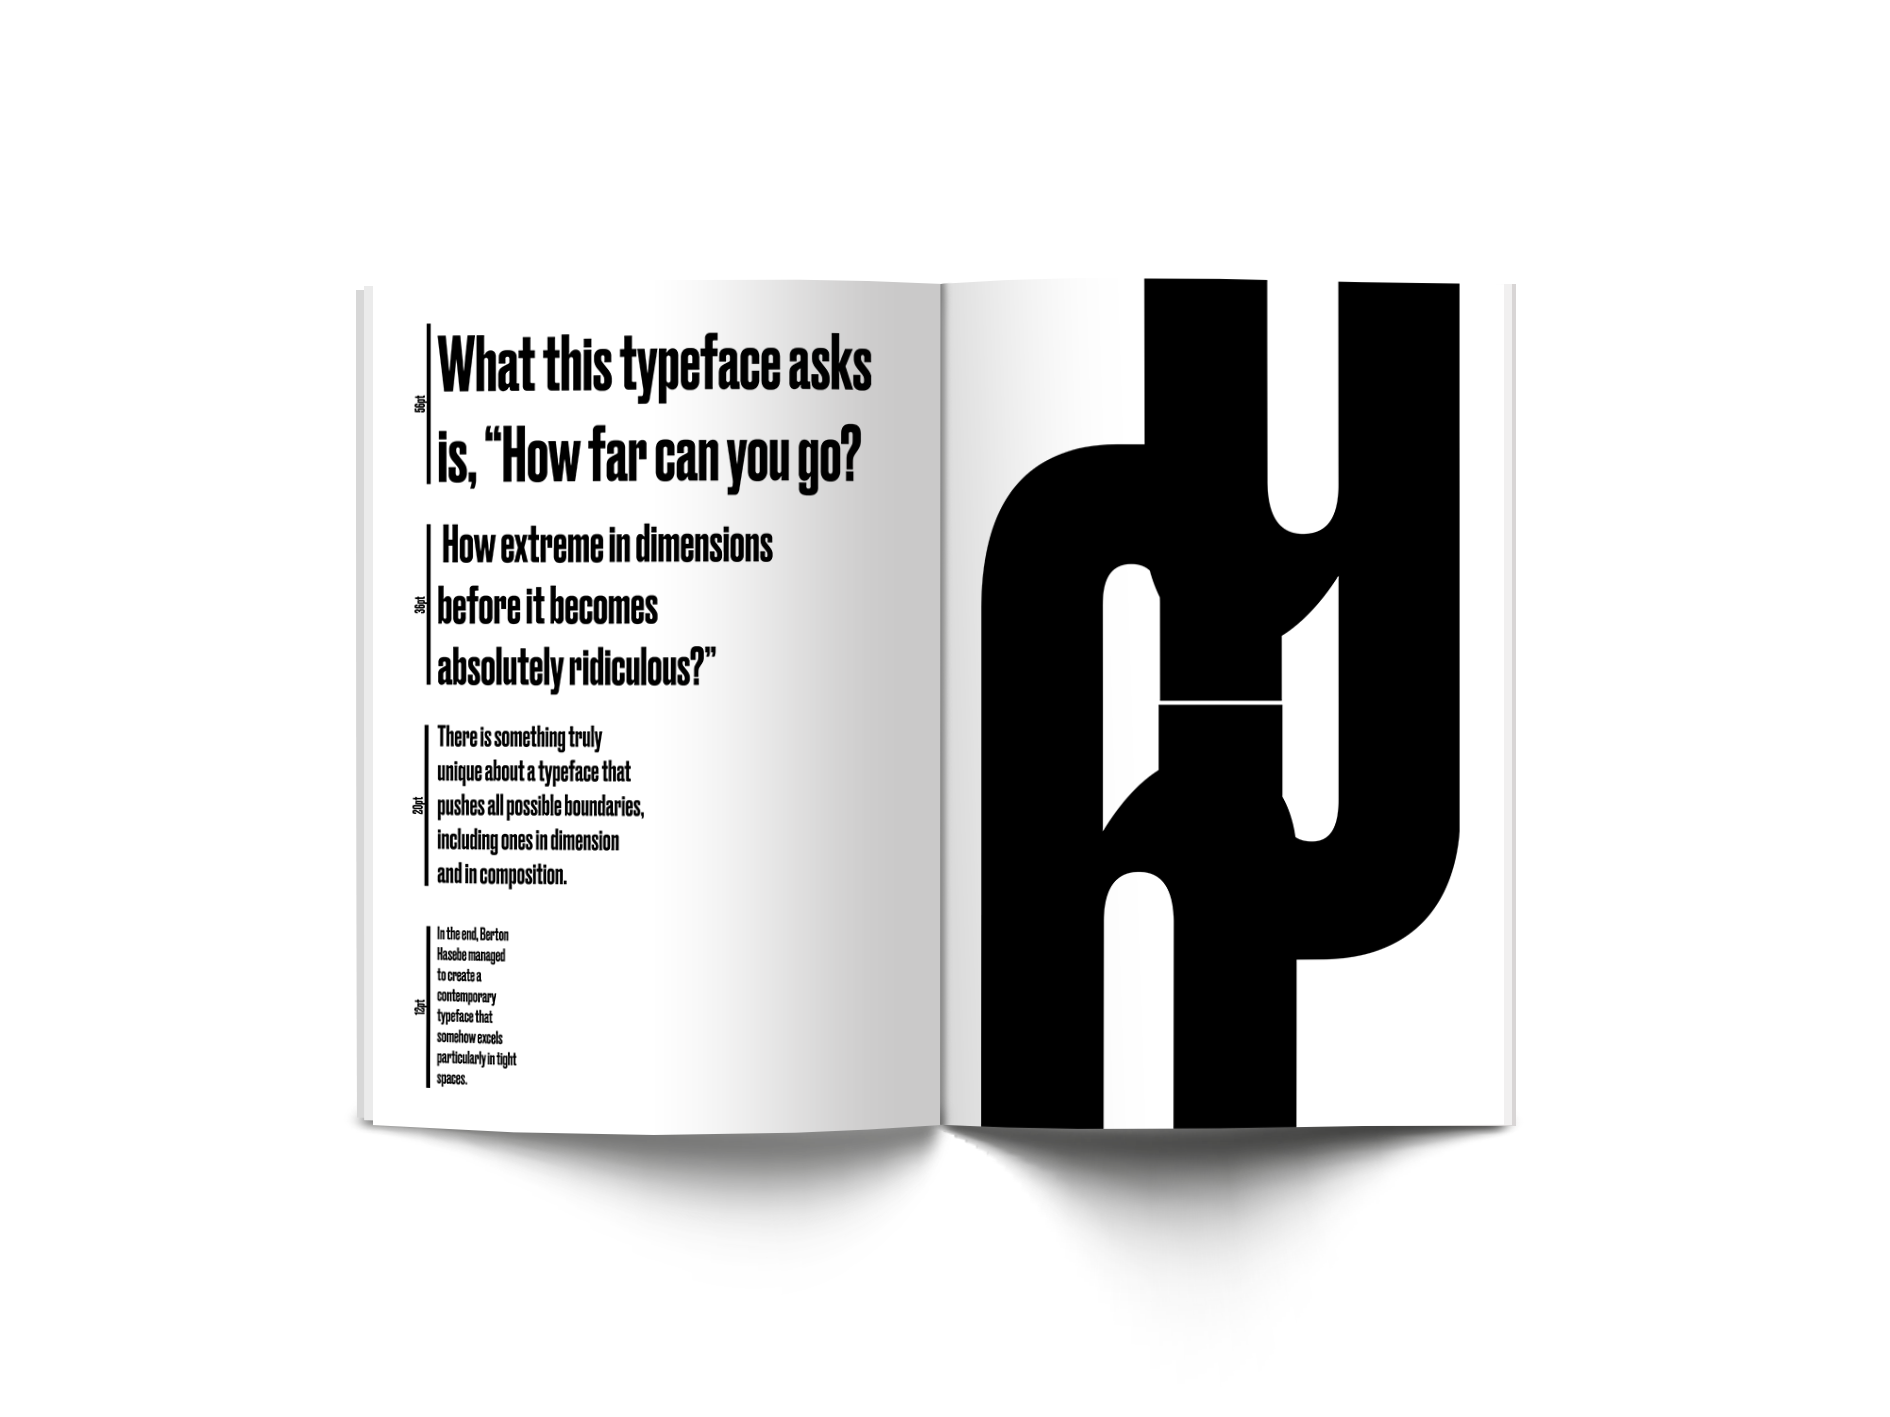 56pt
What this typeface asks
is, “How far can you go?
36pt
How extreme in dimensions
before it becomes
absolutely ridiculous?”
20pt
There is something truly
unique about a typeface that
pushes all possible boundaries,
including ones in dimension
and in composition.
12pt
In the end, Berton
Hasebe managed
to create a
contemporary
typeface that
somehow excels
particularly in tight
spaces.